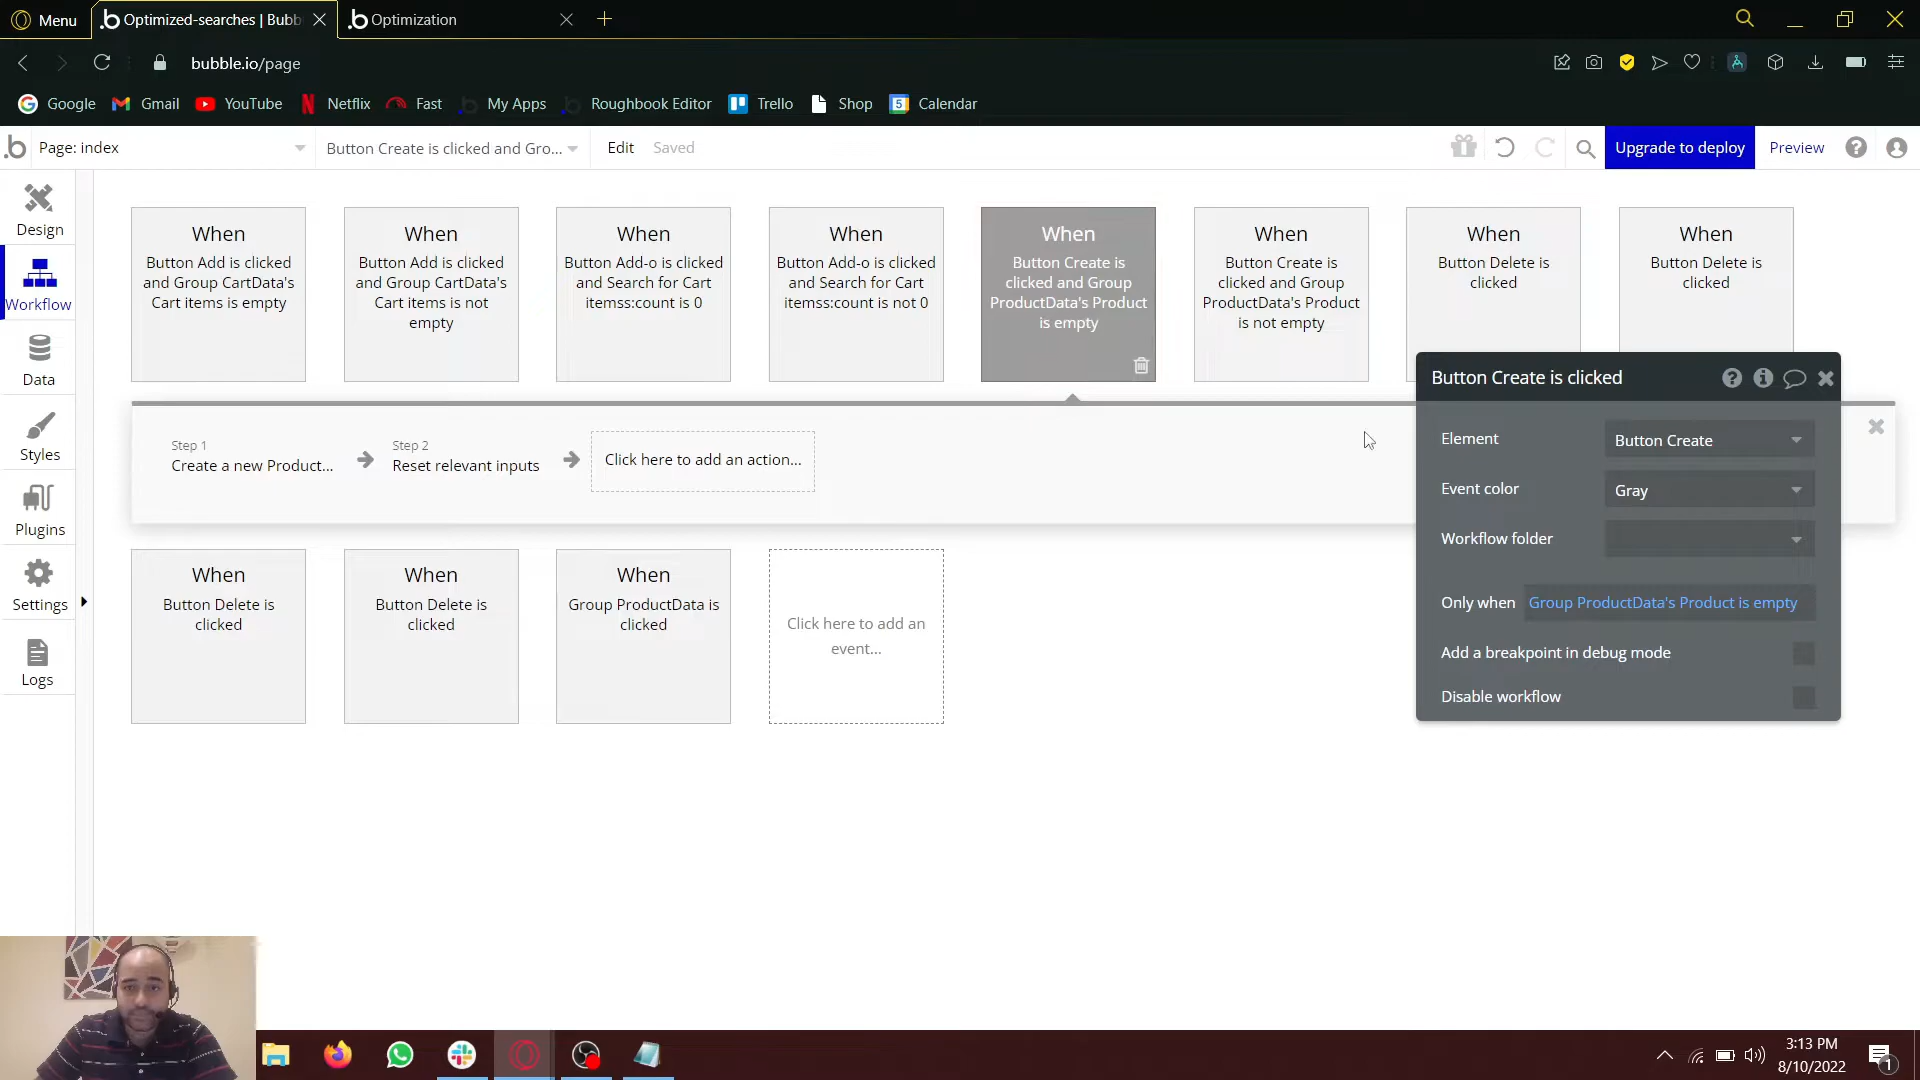 Menu
Optimized-searches | Bubb
Optimization
bubble.io/page
Google
Gmail
YouTube
Netflix
Fast
My Apps
Roughbook Editor
Trello
Shop
5
Calendar
Page: index
Button Create is clicked and Gro...
Edit
Saved
Upgrade to deploy
Preview
Design
Workflow
Data
Styles
Plugins
Settings
Logs
When
Button Add is clicked
and Group CartData's
Cart items is empty
When
Button Add is clicked
and Group CartData's
Cart items is not
empty
When
Button Add-o is clicked
and Search for Cart
itemss:count is 0
When
Button Add-o is clicked
and Search for Cart
itemss:count is not 0
When
Button Create is
clicked and Group
ProductData's Product
is empty
When
Button Create is
clicked and Group
ProductData's Product
is not empty
When
Button Delete is
clicked
When
Button Delete is
clicked
Step 1
Create a new Product...
Step 2
Reset relevant inputs
Click here to add an action...
When
Button Delete is
clicked
When
Button Delete is
clicked
When
Group ProductData is
clicked
Click here to add an
event...
Button Create is clicked
Element
Button Create
Event color
Gray
Workflow folder
Only when
Group ProductData's Product is empty
Add a breakpoint in debug mode
Disable workflow
3:13 PM
8/10/2022
1